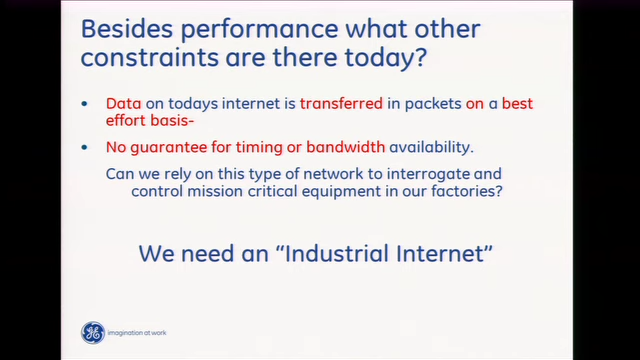 Besides performance what other
constraints are there today?
• Data on todays internet is transferred in packets on a best
effort basis-
• No guarantee for timing or bandwidth availability.
Can we rely on this type of network to interrogate and
control mission critical equipment in our factories?
We need an “Industrial Internet”
GE imagination at work